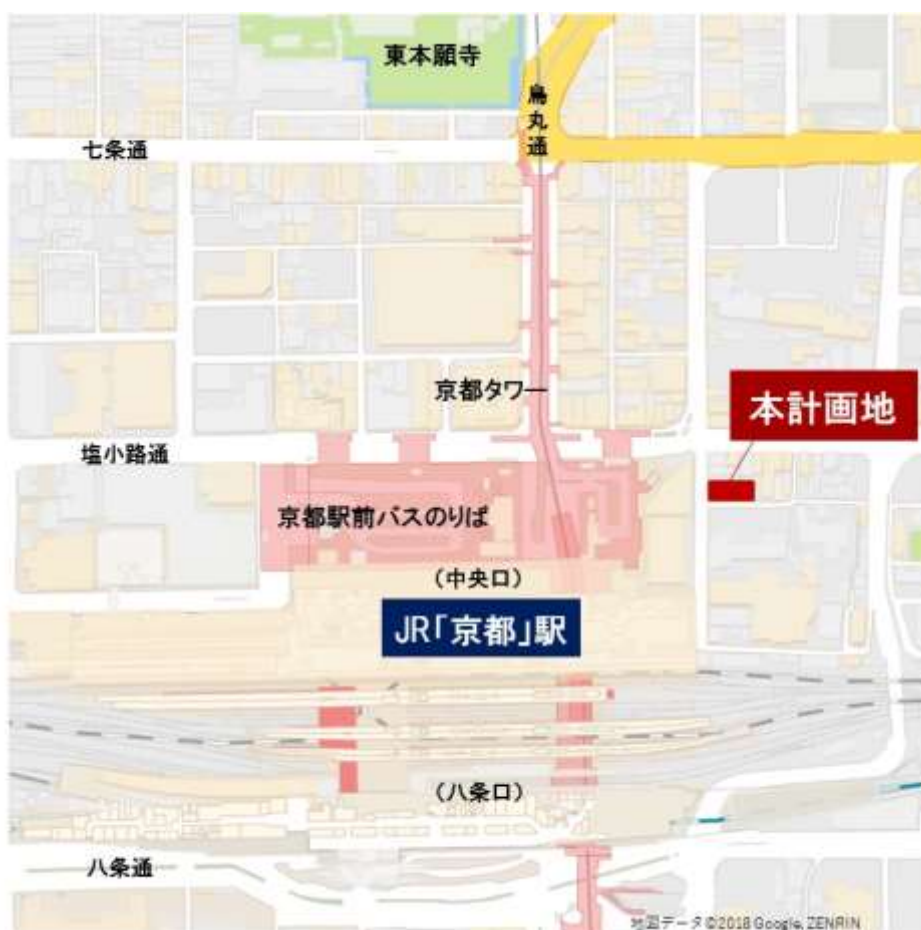 東本願寺
烏丸通
七条通
京都タワー
本計画地
塩小路通
京都駅前バスのりば
(中央口)
JR「京都」駅
(八条口)
八条通
地図データ©2018 Google, ZENRIN